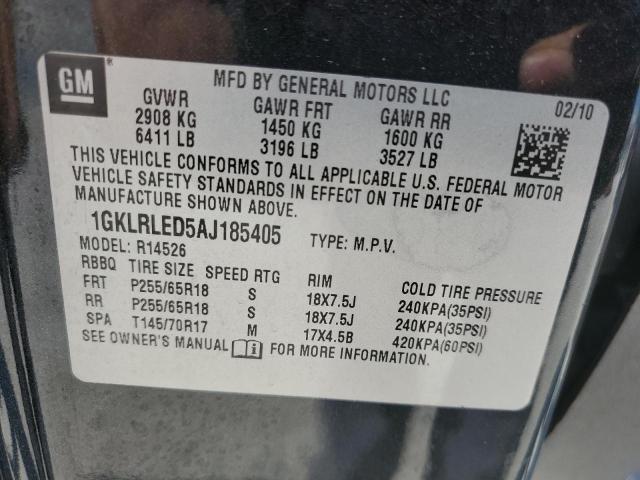 GM
MFD BY GENERAL MOTORS LLC
02/10
GVWR GAWR FRT GAWR RR
2908 KG 1450 KG 1600 KG
6411 LB 3196 LB 3527 LB
THIS VEHICLE CONFORMS TO ALL APPLICABLE U.S. FEDERAL MOTOR
VEHICLE SAFETY STANDARDS IN EFFECT ON THE DATE OF
MANUFACTURE SHOWN ABOVE.
1GKLRLED5AJ185405 TYPE: M.P.V.
MODEL: R14526
RBBQ TIRE SIZE SPEED RTG RIM COLD TIRE PRESSURE
FRT P255/65R18 S 18X7.5J 240KPA(35PSI)
RR P255/65R18 S 18X7.5J 240KPA(35PSI)
SPA T145/70R17 M 17X4.5B 420KPA(60PSI)
SEE OWNER'S MANUAL FOR MORE INFORMATION.